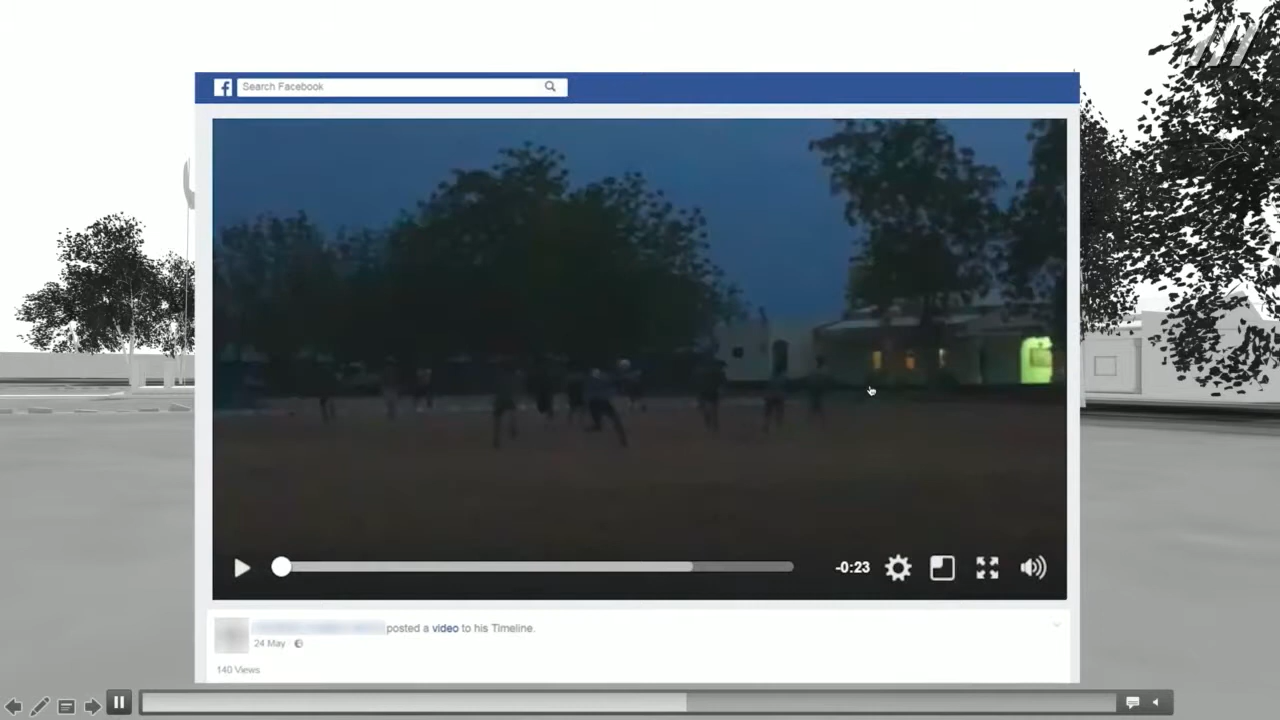 Search Facebook
-0:23
posted a video to his Timeline.
24 May
140 Views